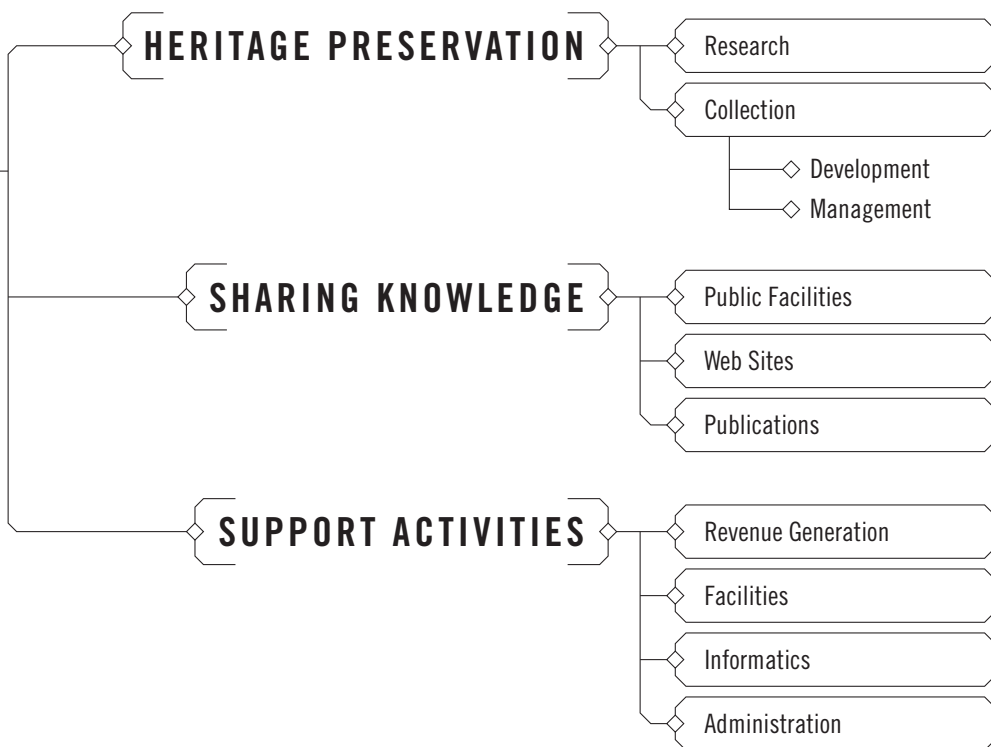 HERITAGE PRESERVATION
Research
Collection
Development
Management
SHARING KNOWLEDGE
Public Facilities
Web Sites
Publications
SUPPORT ACTIVITIES
Revenue Generation
Facilities
Informatics
Administration